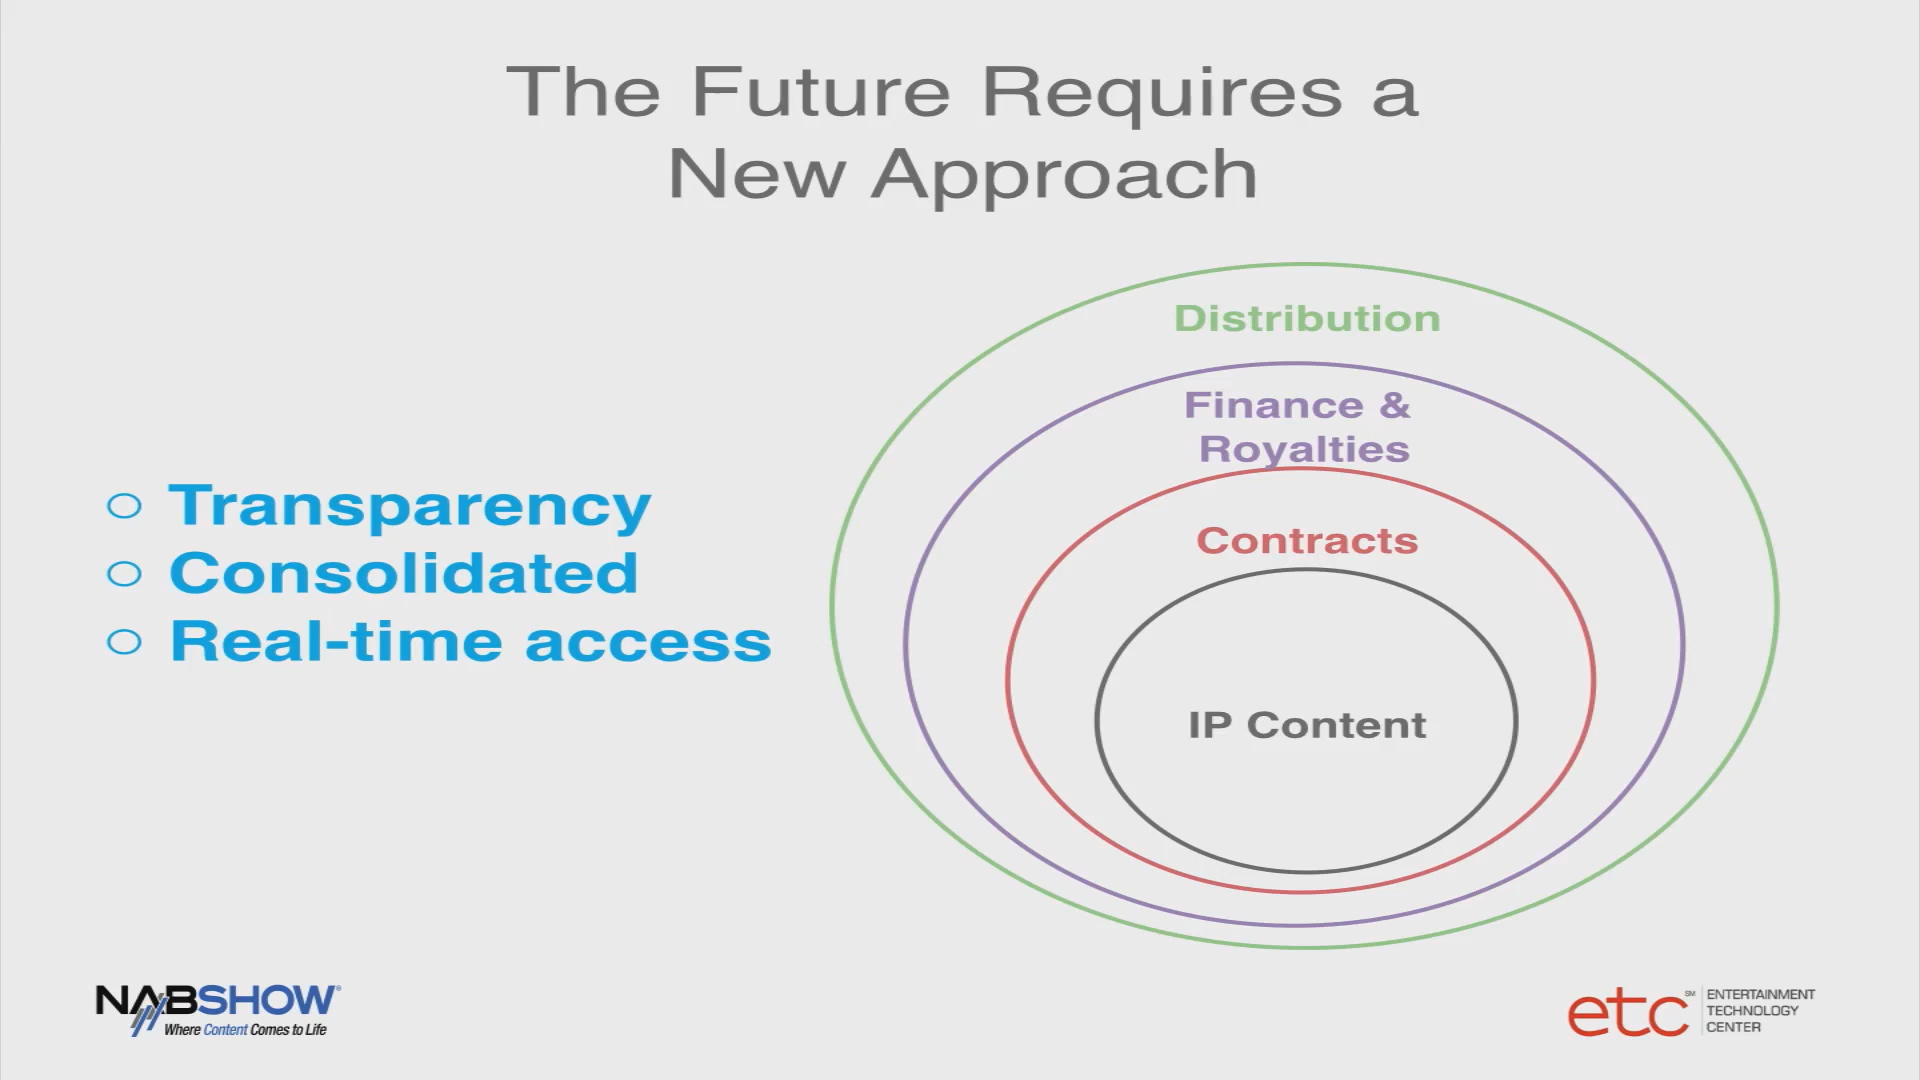 The Future Requires a
New Approach
Transparency
Consolidated
Real-time access
Distribution
Finance &
Royalties
Contracts
IP Content
NABSHOW®
Where Content Comes to Life
etc℠
ENTERTAINMENT
TECHNOLOGY
CENTER